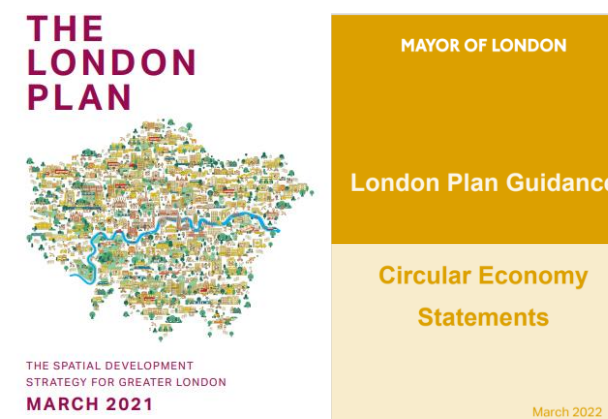 THE
LONDON
PLAN
THE SPATIAL DEVELOPMENT
STRATEGY FOR GREATER LONDON
MARCH 2021
MAYOR OF LONDON
London Plan Guidance
Circular Economy
Statements
March 2022